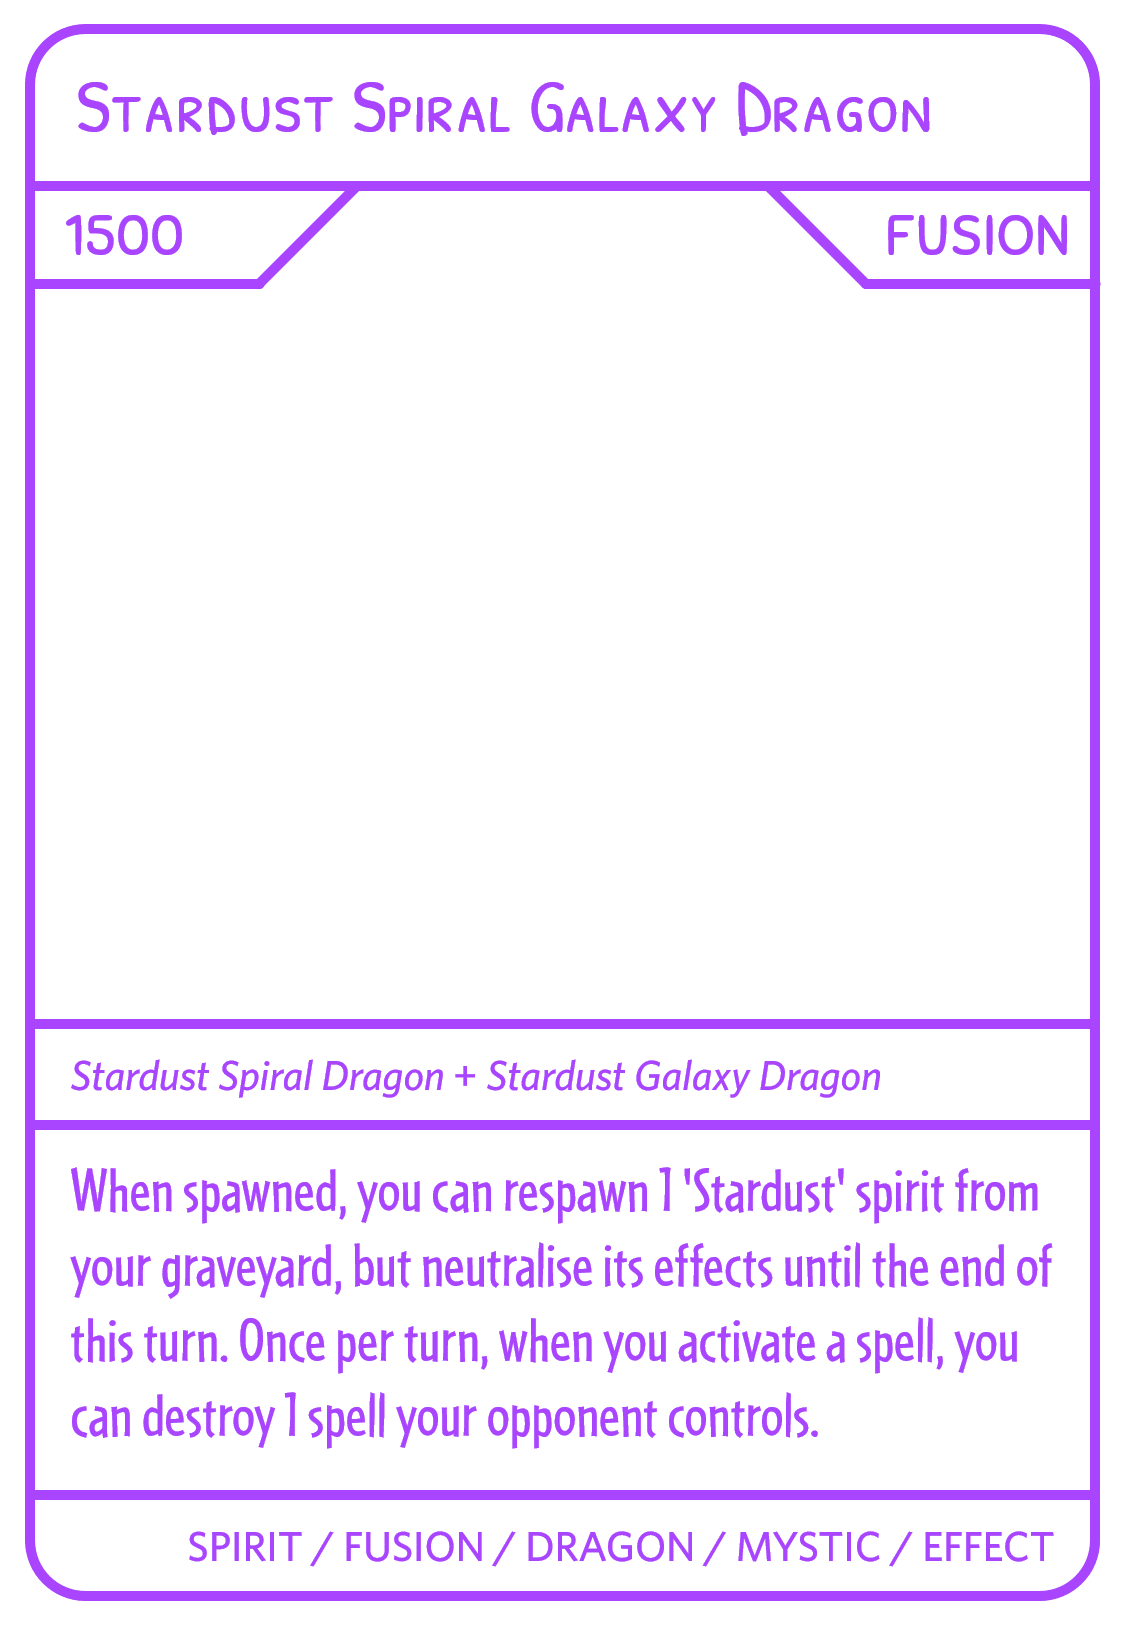 Stardust Spiral Galaxy Dragon
1500
FUSION
Stardust Spiral Dragon + Stardust Galaxy Dragon
When spawned, you can respawn 1 'Stardust' spirit from
your graveyard, but neutralise its effects until the end of
this turn. Once per turn, when you activate a spell, you
can destroy 1 spell your opponent controls.
SPIRIT / FUSION / DRAGON / MYSTIC / EFFECT